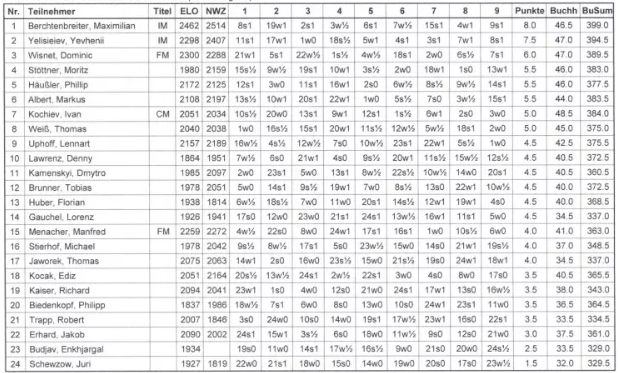 Nr. Teilnehmer Titel ELO NWZ 1 2 3 4 5 6 7 8 9 Punkte Buchh BuSum
1 Berchtenbreiter, Maximilian IM 2462 2514 8s1 19w1 2s1 3w½ 6s1 7w½ 15s1 4w1 9s1 8.0 46.5 399.0
2 Yelisieiev, Yevhenii IM 2298 2407 11s1 17w1 1w0 18s½ 5w1 4s1 3s1 7w1 8s1 7.5 47.0 394.5
3 Wisnet, Dominic FM 2300 2288 21w1 5s1 22w½ 1s½ 4w½ 18s1 2w0 6s½ 7s1 6.0 47.0 389.5
4 Stöttner, Moritz 1980 2159 15s½ 9w½ 19s1 10w1 3s½ 2w0 18w1 1s0 13w1 5.5 46.0 383.0
5 Häußler, Phillip 2172 2125 12s1 3w0 11s1 16w1 2s0 6w½ 8s½ 9w½ 14s1 5.5 46.0 377.5
6 Albert, Markus 2108 2197 13s½ 10w1 20s1 22w1 1w0 5s½ 7s0 3w½ 15s1 5.5 44.0 383.5
7 Kochiev, Ivan CM 2051 2034 10s½ 20w0 13s1 9w1 12s1 1s½ 6w1 2s0 3w0 5.0 48.5 384.0
8 Weiß, Thomas 2040 2038 1w0 16s½ 15s1 20w1 11s½ 12w½ 5w½ 18s1 2w0 5.0 45.0 375.0
9 Uphoff, Lennart 2157 2189 16w½ 4s½ 12w½ 7s0 10w½ 23s1 22w1 5s½ 1w0 4.5 42.5 375.5
10 Lawrenz, Denny 1864 1951 7w½ 6s0 21w1 4s0 9s½ 20w1 11s½ 15w½ 12s½ 4.5 40.5 372.5
11 Kamenskyi, Dmytro 1985 2097 2w0 23s1 5w0 13s1 8w½ 22s½ 10w½ 14w0 20s1 4.5 40.5 360.5
12 Brunner, Tobias 1978 2051 5w0 14s1 9s½ 19w1 7w0 8s½ 13s0 22w1 10w½ 4.5 40.0 372.5
13 Huber, Florian 1938 1814 6w½ 18s½ 7w0 11w0 20s1 14s½ 12w1 19w1 4s0 4.5 40.0 368.5
14 Gauchel, Lorenz 1926 1941 17s0 12w0 23w0 21s1 24s1 13w½ 16w1 11s1 5w0 4.5 34.5 337.0
15 Menacher, Manfred FM 2259 2272 4w½ 22s0 8w0 24w1 17s1 16s1 1w0 10s½ 6w0 4.0 41.0 363.0
16 Stierhof, Michael 1978 2042 9s½ 8w½ 17s1 5s0 23w½ 15w0 14s0 21w1 19s½ 4.0 37.0 348.5
17 Jaworek, Thomas 2075 2063 14w1 2s0 16w0 23s½ 15w0 21s½ 19s0 24w1 18w1 4.0 34.5 337.0
18 Kocak, Ediz 2051 2164 20s½ 13w½ 24s1 2w½ 22s1 3w0 4s0 8w0 17s0 3.5 40.5 365.5
19 Kaiser, Richard 2094 2041 23w1 1s0 4w0 12s0 21w0 24s1 17w1 13s0 16w½ 3.5 38.0 343.0
20 Biedenkopf, Philipp 1837 1986 18w½ 7s1 6w0 8s0 13w0 10s0 24w1 23s1 11w0 3.5 36.5 364.5
21 Trapp, Robert 2007 1846 3s0 24w0 10s0 14w0 19s1 17w½ 23w1 16s0 22s1 3.5 33.5 334.5
22 Erhard, Jakob 2090 2002 24s1 15w1 3s½ 6s0 18w0 11w½ 9s0 12s0 21w0 3.0 37.5 361.0
23 Budjav, Enkhjargal 1934 19s0 11w0 14s1 17w½ 16s½ 9w0 21s0 20w0 24s½ 2.5 33.5 329.0
24 Schewzow, Juri 1927 1819 22w0 21s1 18w0 15s0 14w0 19w0 20s0 17s0 23w½ 1.5 32.0 329.5